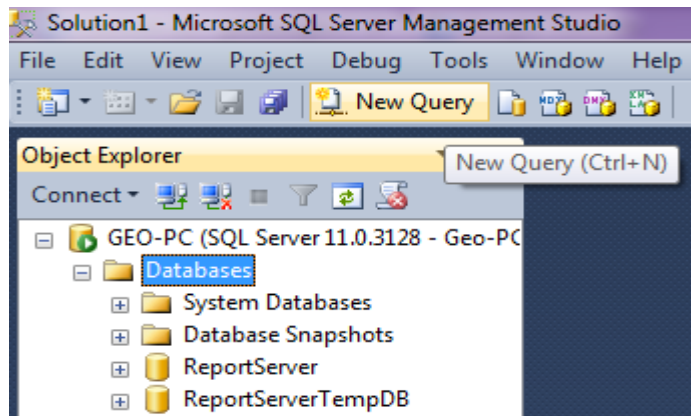 Solution1 - Microsoft SQL Server Management Studio
File Edit View Project Debug Tools Window Help
New Query
Object Explorer
New Query (Ctrl+N)
Connect
GEO-PC (SQL Server 11.0.3128 - Geo-PC
Databases
System Databases
Database Snapshots
ReportServer
ReportServerTempDB